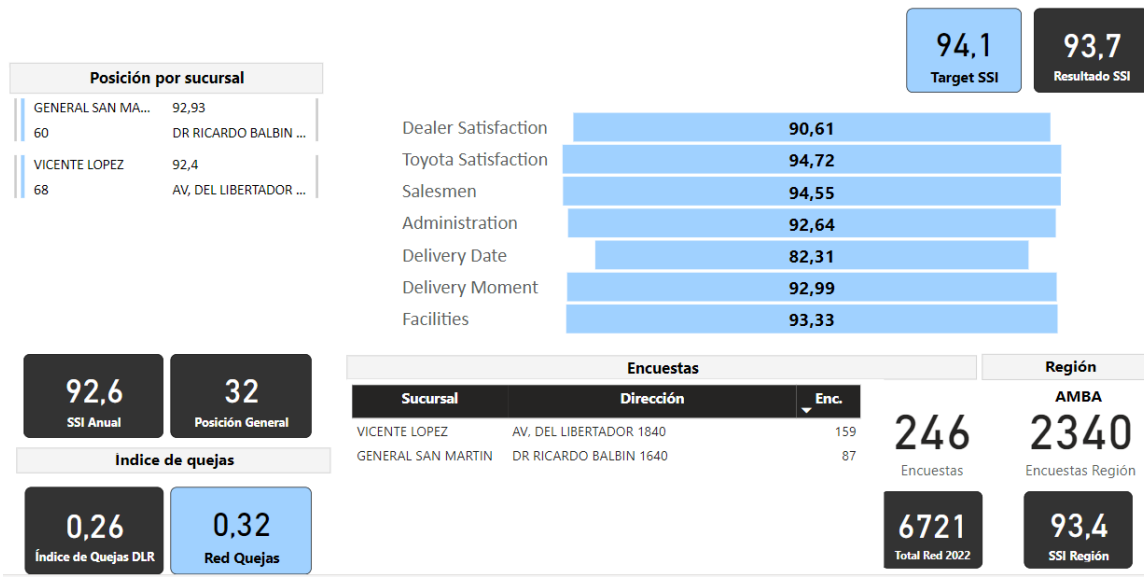 94,1
Target SSI
93,7
Resultado SSI
Posición por sucursal
GENERAL SAN MA... 92,93
60 DR RICARDO BALBIN ...
VICENTE LOPEZ 92,4
68 AV, DEL LIBERTADOR ...
Dealer Satisfaction 90,61
Toyota Satisfaction 94,72
Salesmen 94,55
Administration 92,64
Delivery Date 82,31
Delivery Moment 92,99
Facilities 93,33
92,6
SSI Anual
32
Posición General
Índice de quejas
0,26
Índice de Quejas DLR
0,32
Red Quejas
Encuestas
Sucursal Dirección Enc.
VICENTE LOPEZ AV, DEL LIBERTADOR 1840 159
GENERAL SAN MARTIN DR RICARDO BALBIN 1640 87
246
Encuestas
6721
Total Red 2022
Región
AMBA
2340
Encuestas Región
93,4
SSI Región